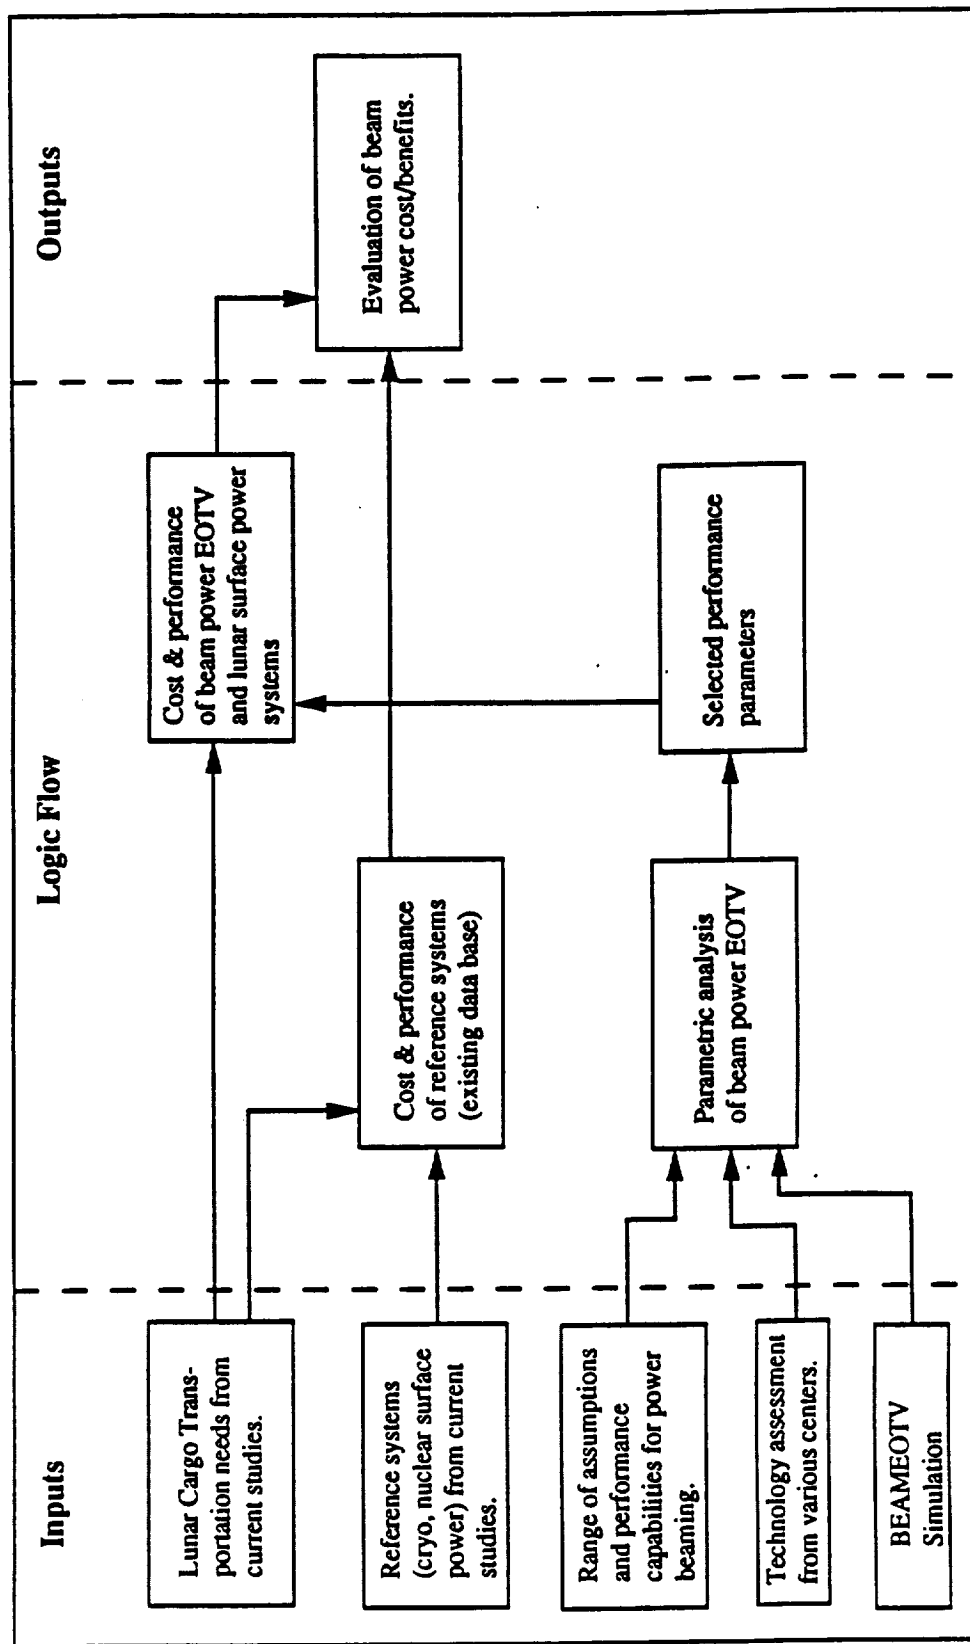 Inputs
Logic Flow
Outputs
Lunar Cargo Trans-
portation needs from
current studies.
Reference systems
(cryo, nuclear surface
power) from current
studies.
Range of assumptions
and performance
capabilities for power
beaming.
Technology assessment
from various centers.
BEAMEOTV
Simulation
Cost & performance
of reference systems
(existing data base)
Parametric analysis
of beam power EOTV
Cost & performance
of beam power EOTV
and lunar surface power
systems
Selected performance
parameters
Evaluation of beam
power cost/benefits.